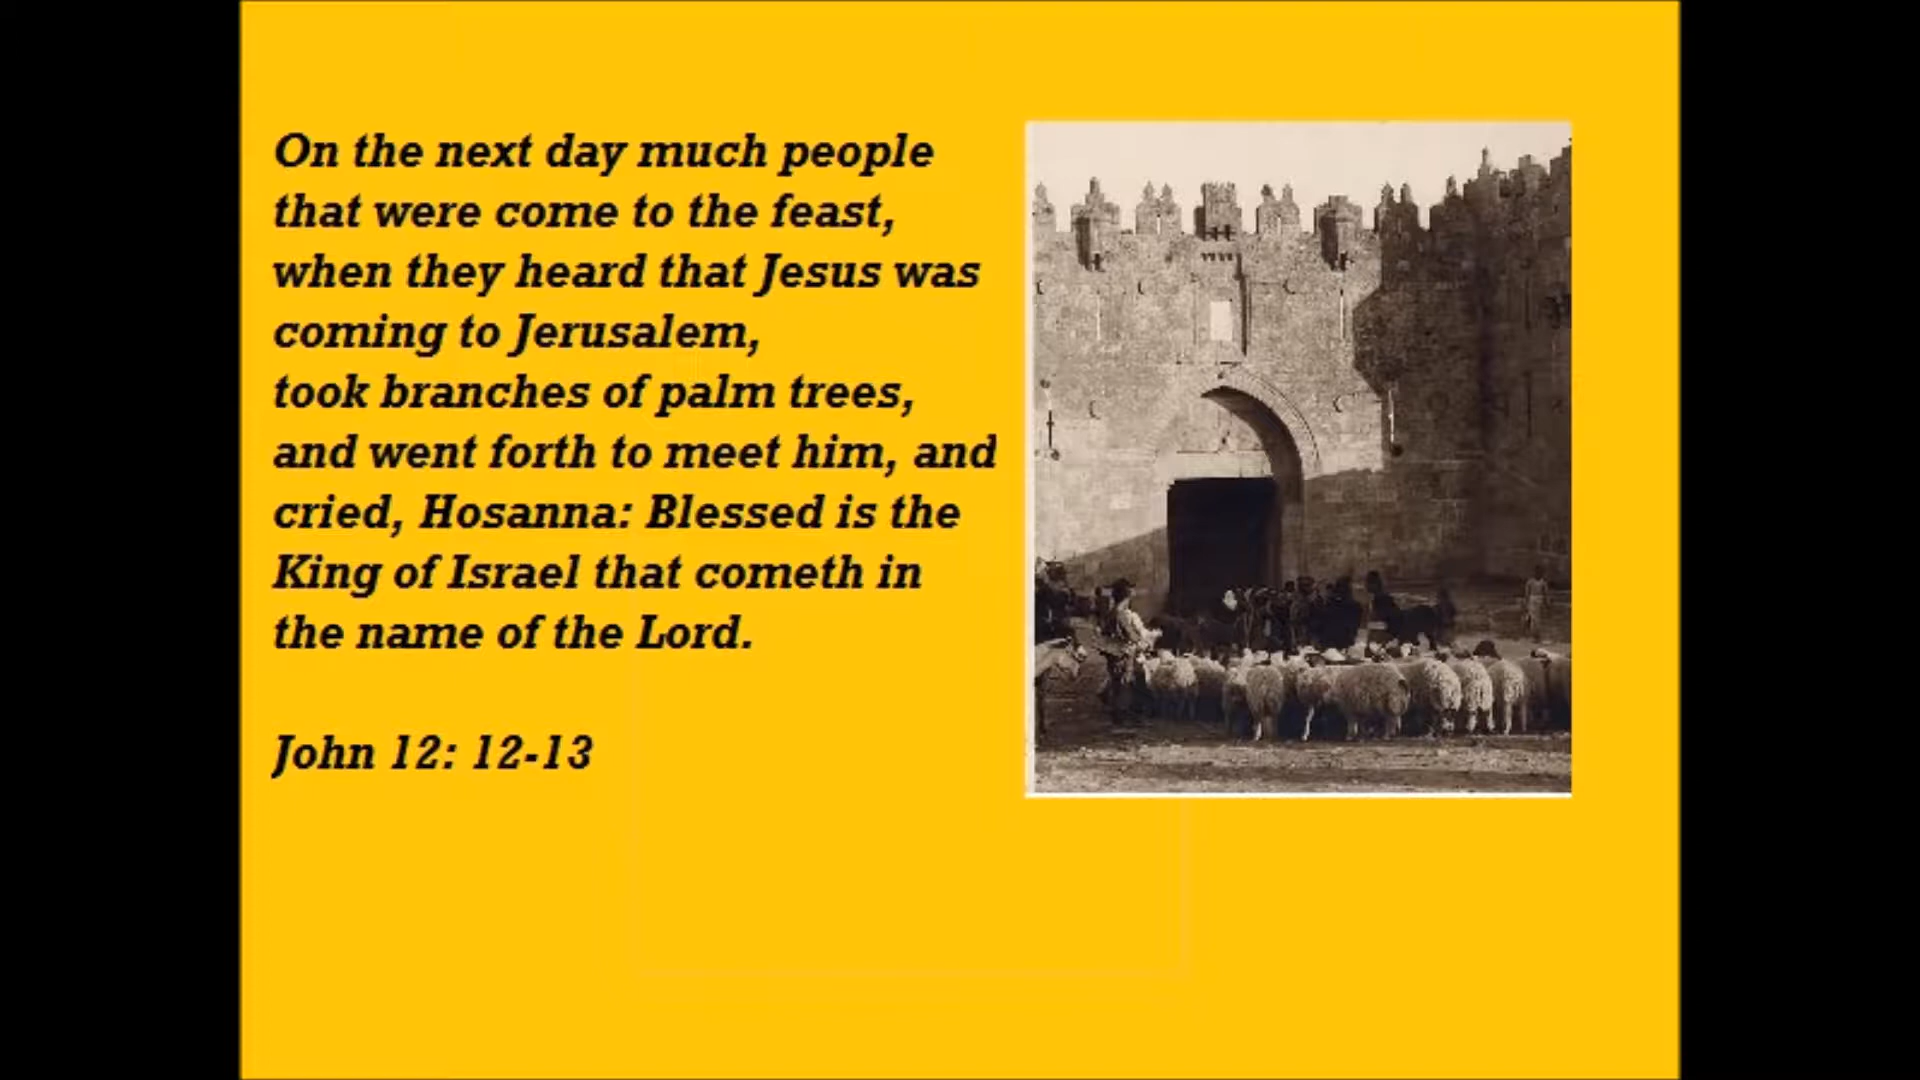 On the next day much people
that were come to the feast,
when they heard that Jesus was
coming to Jerusalem,
took branches of palm trees,
and went forth to meet him, and
cried, Hosanna: Blessed is the
King of Israel that cometh in
the name of the Lord.
John 12: 12-13